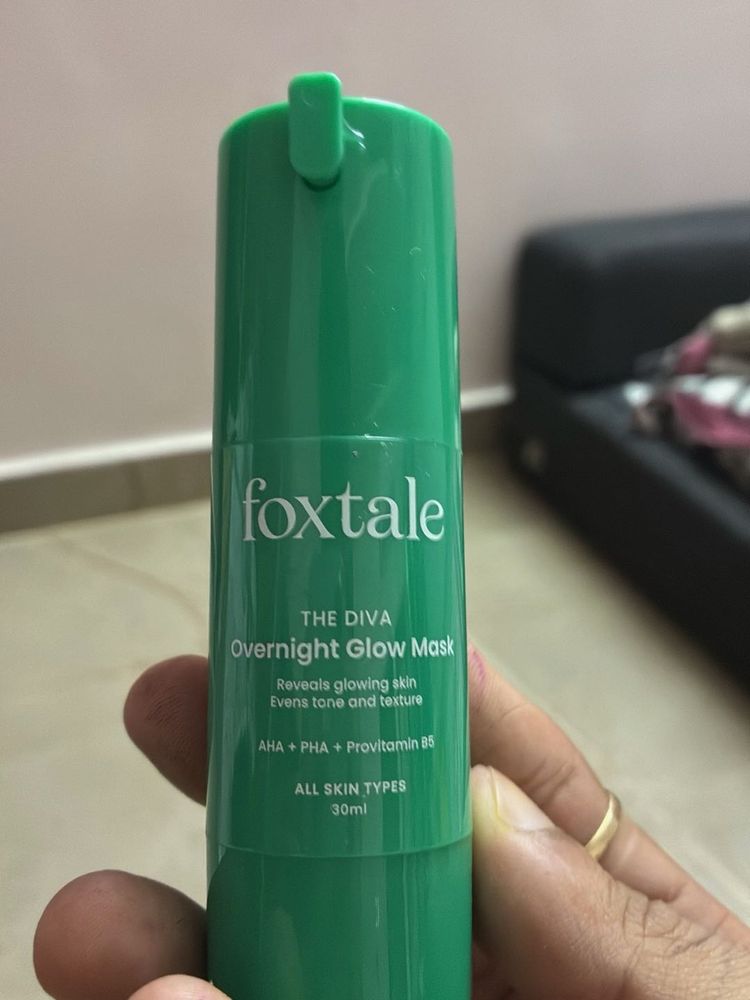 foxtale
THE DIVA
Overnight Glow Mask
Reveals glowing skin
Evens tone and texture
AHA + PHA + Provitamin B5
ALL SKIN TYPES
30ml